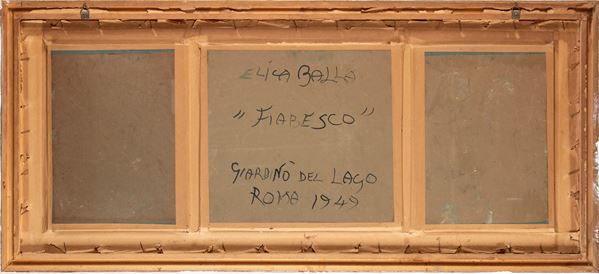 ELICA BALLA
"FIABESCO"
GIARDINO DEL LAGO
ROMA 1949